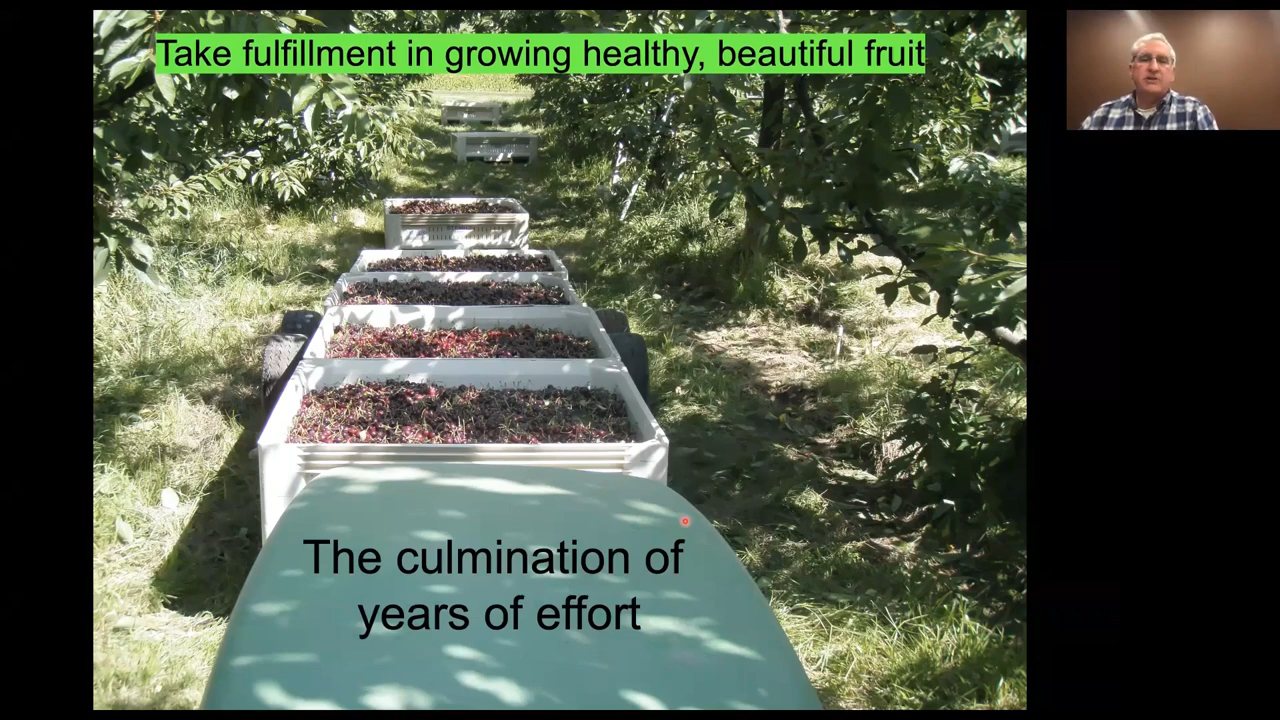 Take fulfillment in growing healthy, beautiful fruit
The culmination of
years of effort